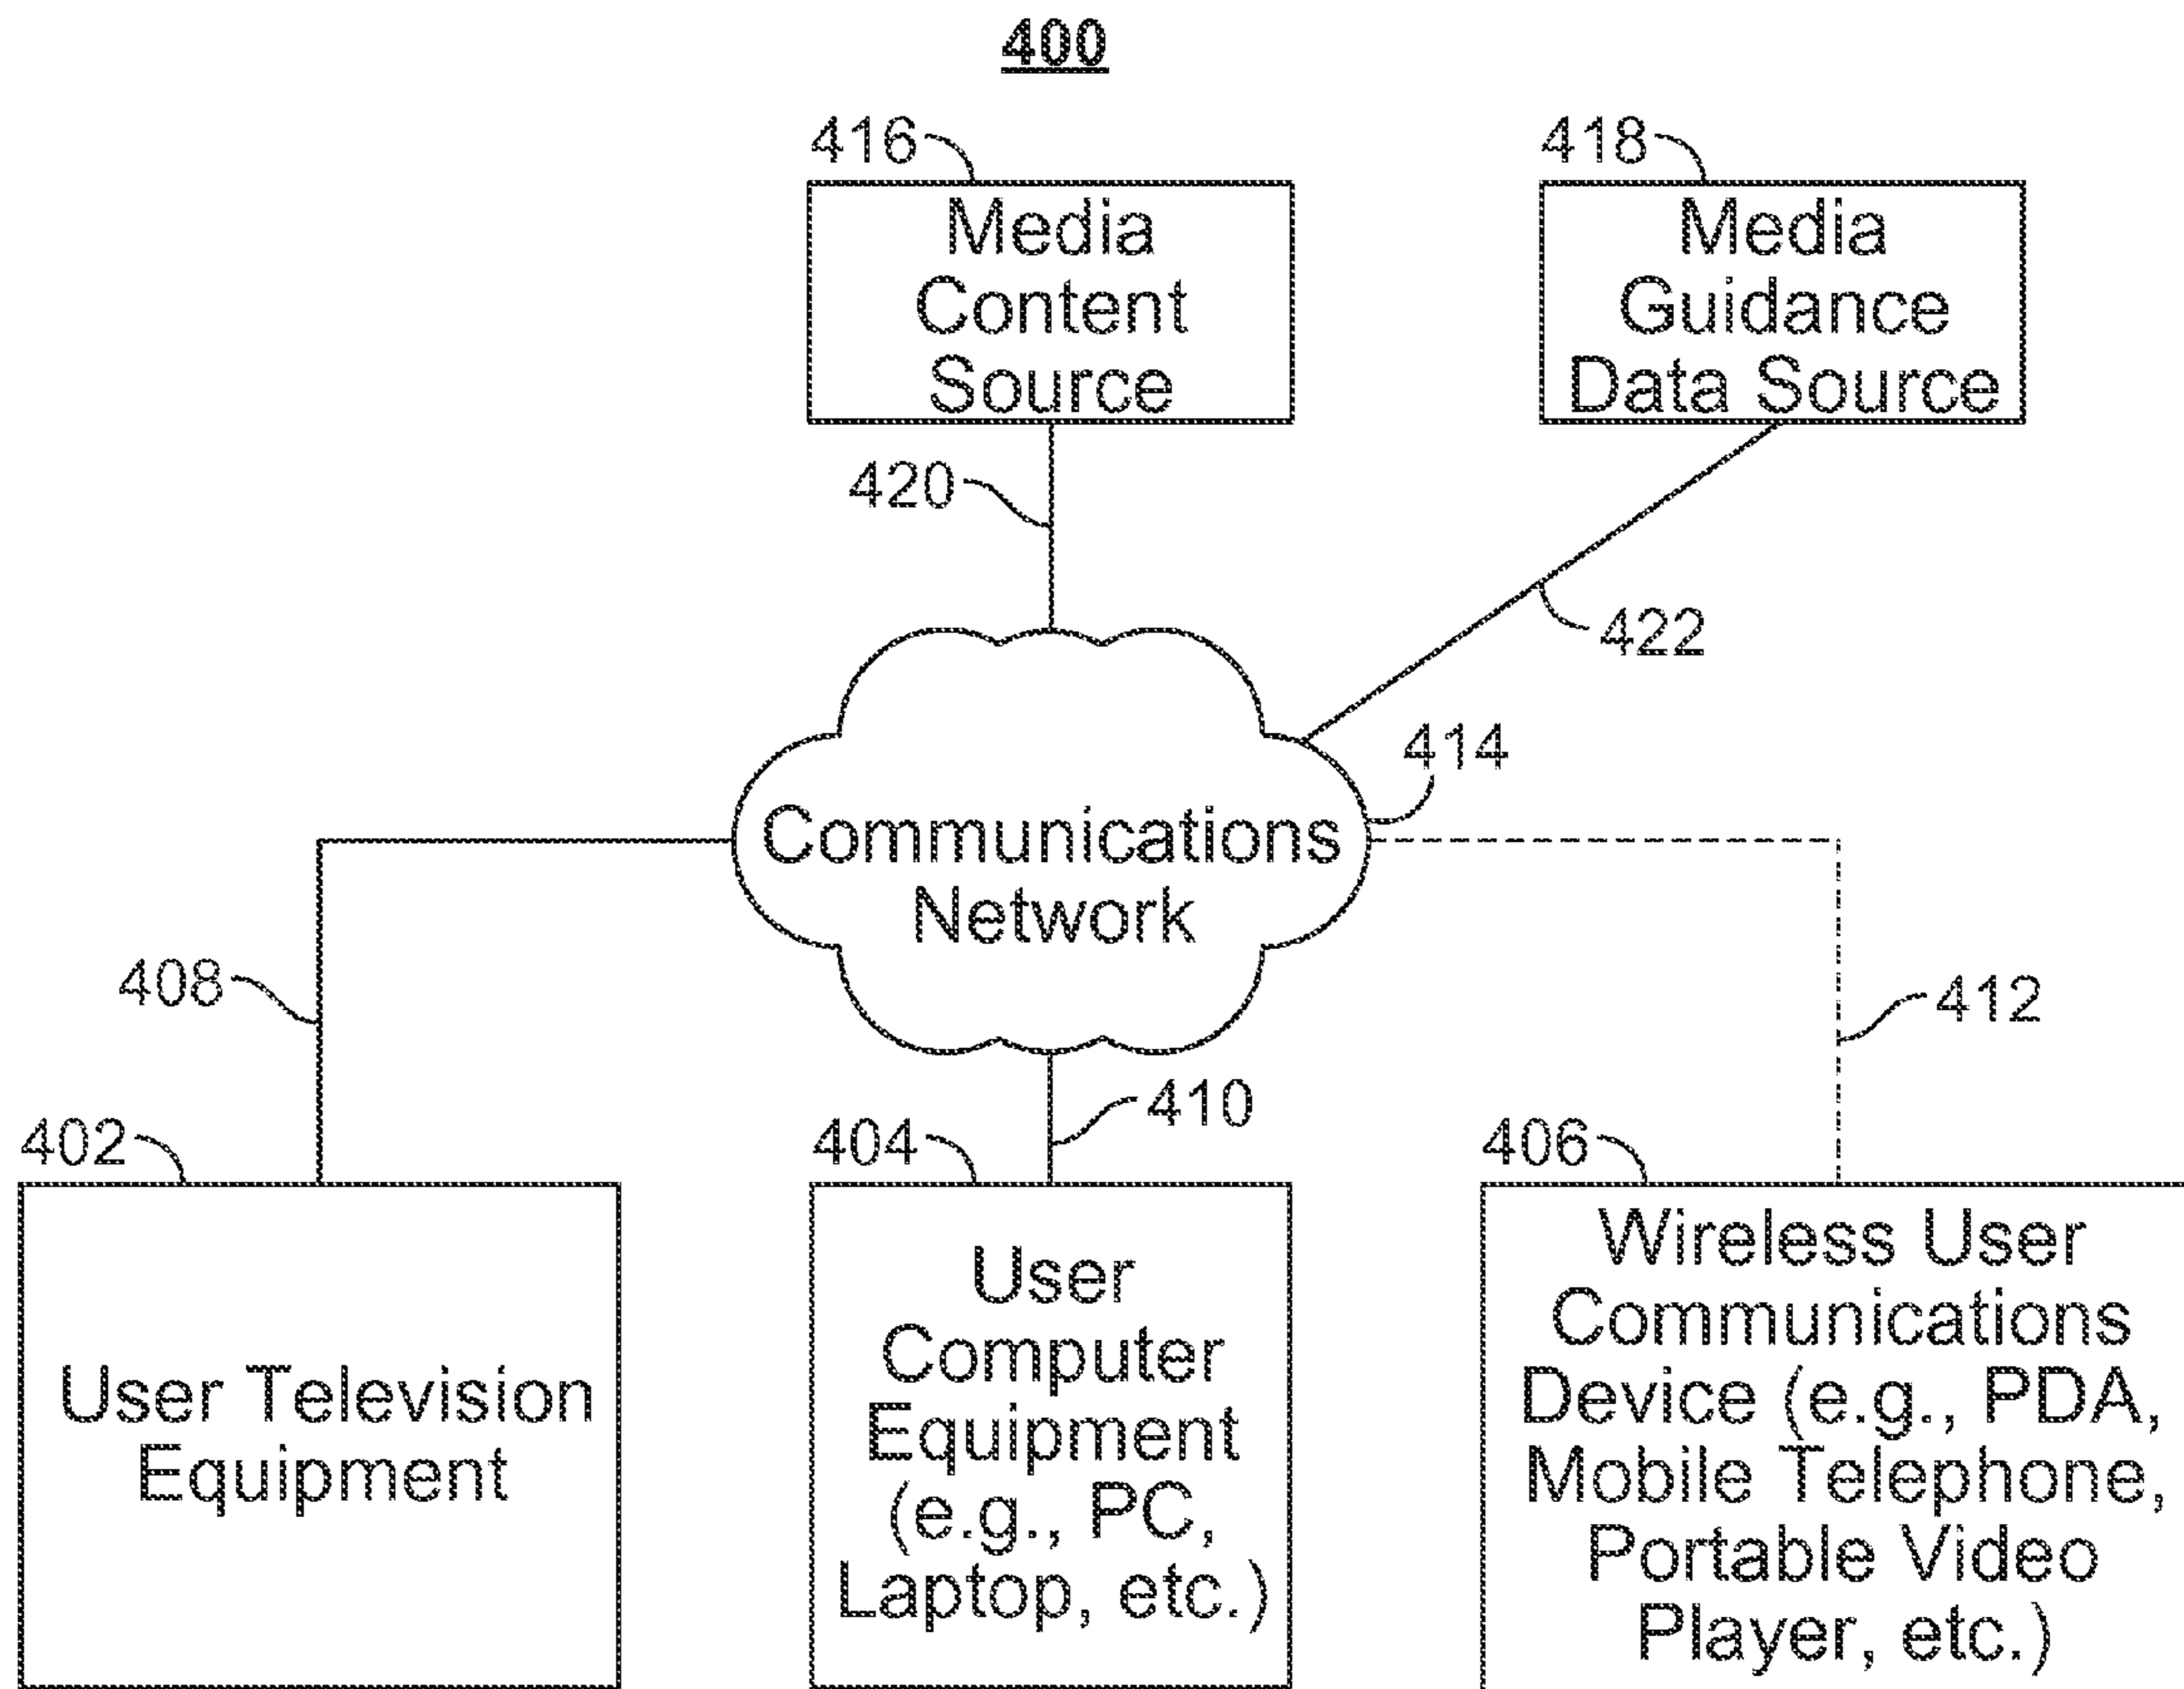 400
416
418
Media
Content
Source
Media
Guidance
Data Source
420
422
414
Communications
Network
408
412
410
402
404
406
User Television
Equipment
User
Computer
Equipment
(e.g., PC,
Laptop, etc.)
Wireless User
Communications
Device (e.g., PDA,
Mobile Telephone,
Portable Video
Player, etc.)